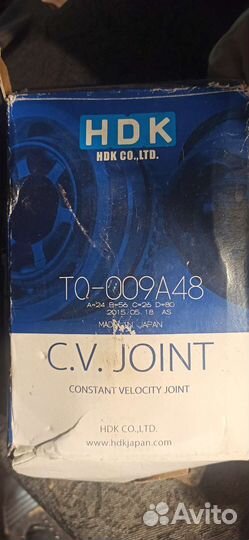 HDK
HDK CO.,LTD.
TO-009A48
A=24 B=56 C=26 D=80
2015.05.18 AS
MADE IN JAPAN
C.V. JOINT
CONSTANT VELOCITY JOINT
HDK CO.,LTD.
www.hdkjapan.com
Avito